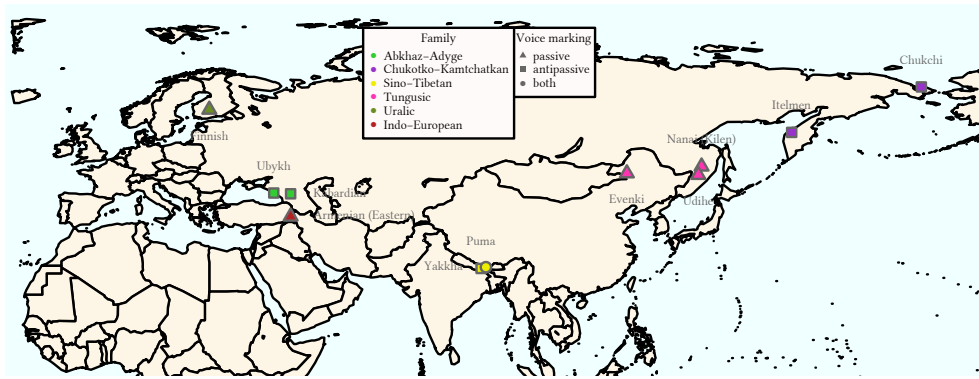 Family
Abkhaz–Adyge
Chukotko–Kamtchatkan
Sino–Tibetan
Tungusic
Uralic
Indo–European
Voice marking
passive
antipassive
both
Chukchi
Itelmen
Nanai (Kilen)
Finnish
Ubykh
Kabardian
Evenki
Udihe
Armenian (Eastern)
Puma
Yakkha